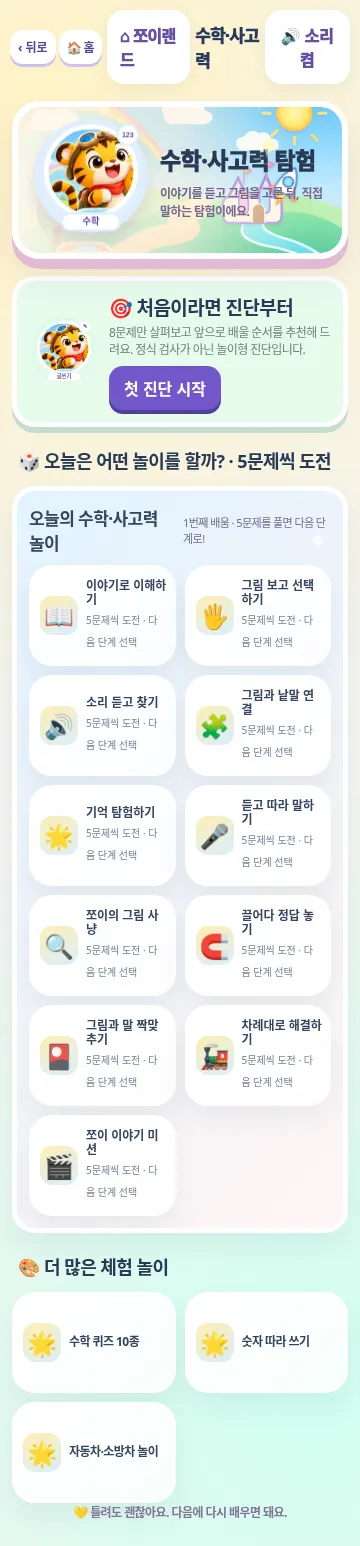 ‹ 뒤로
🏠 홈
⌂ 쪼이랜
드
수학·사고
력
🔊 소리
켬
123
수학
수학·사고력 탐험
이야기를 듣고 그림을 고른 뒤, 직접
말하는 탐험이에요.
글쓰기
🎯 처음이라면 진단부터
8문제만 살펴보고 앞으로 배울 순서를 추천해 드
려요. 정식 검사가 아닌 놀이형 진단입니다.
첫 진단 시작
🎲 오늘은 어떤 놀이를 할까? · 5문제씩 도전
오늘의 수학·사고력
놀이
1번째 배움 · 5문제를 풀면 다음 단
계로!
이야기로 이해하
기
5문제씩 도전 · 다
음 단계 선택
그림 보고 선택
하기
5문제씩 도전 · 다
음 단계 선택
소리 듣고 찾기
5문제씩 도전 · 다
음 단계 선택
그림과 낱말 연
결
5문제씩 도전 · 다
음 단계 선택
기억 탐험하기
5문제씩 도전 · 다
음 단계 선택
듣고 따라 말하
기
5문제씩 도전 · 다
음 단계 선택
쪼이의 그림 사
냥
5문제씩 도전 · 다
음 단계 선택
끌어다 정답 놓
기
5문제씩 도전 · 다
음 단계 선택
그림과 말 짝맞
추기
5문제씩 도전 · 다
음 단계 선택
차례대로 해결하
기
5문제씩 도전 · 다
음 단계 선택
쪼이 이야기 미
션
5문제씩 도전 · 다
음 단계 선택
🎨 더 많은 체험 놀이
수학 퀴즈 10종
숫자 따라 쓰기
자동차·소방차 놀이
💛 틀려도 괜찮아요. 다음에 다시 배우면 돼요.